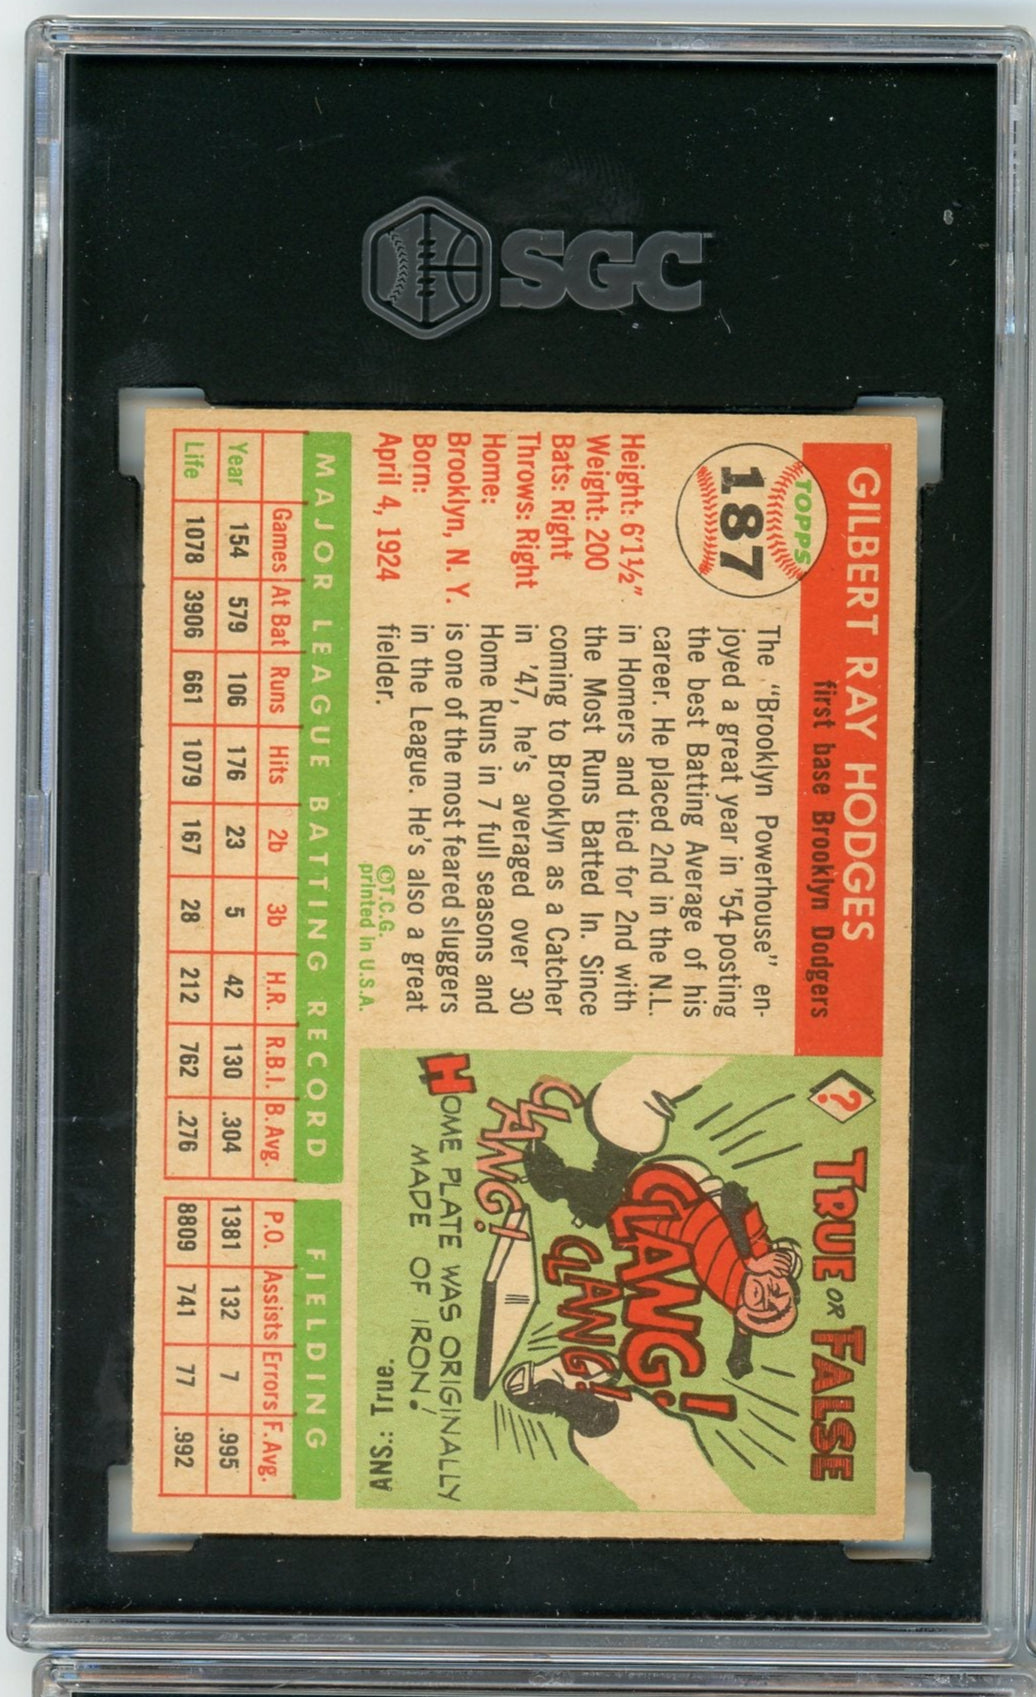 SGC
GILBERT RAY HODGES
first base Brooklyn Dodgers
TOPPS
187
Height: 6'1½"
Weight: 200
Bats: Right
Throws: Right
Home:
Brooklyn, N. Y.
Born:
April 4, 1924
The "Brooklyn Powerhouse" en-
joyed a great year in '54 posting
the best Batting Average of his
career. He placed 2nd in the N.L.
in Homers and tied for 2nd with
the Most Runs Batted In. Since
coming to Brooklyn as a Catcher
in '47, he's averaged over 30
Home Runs in 7 full seasons and
is one of the most feared sluggers
in the League. He's also a great
fielder.
©T.C.G.
printed in U.S.A.
?
TRUE OR FALSE
CLANG!
CLANG!
CLANG!
HOME PLATE WAS ORIGINALLY
MADE OF IRON!
ANS.: True.
MAJOR LEAGUE BATTING RECORD FIELDING
Games At Bat Runs Hits 2b 3b H.R. R.B.I. B. Avg. P.O. Assists Errors F. Avg.
Year 154 579 106 176 23 5 42 130 .304 1381 132 7 .995
Life 1078 3906 661 1079 167 28 212 762 .276 8809 741 77 .992